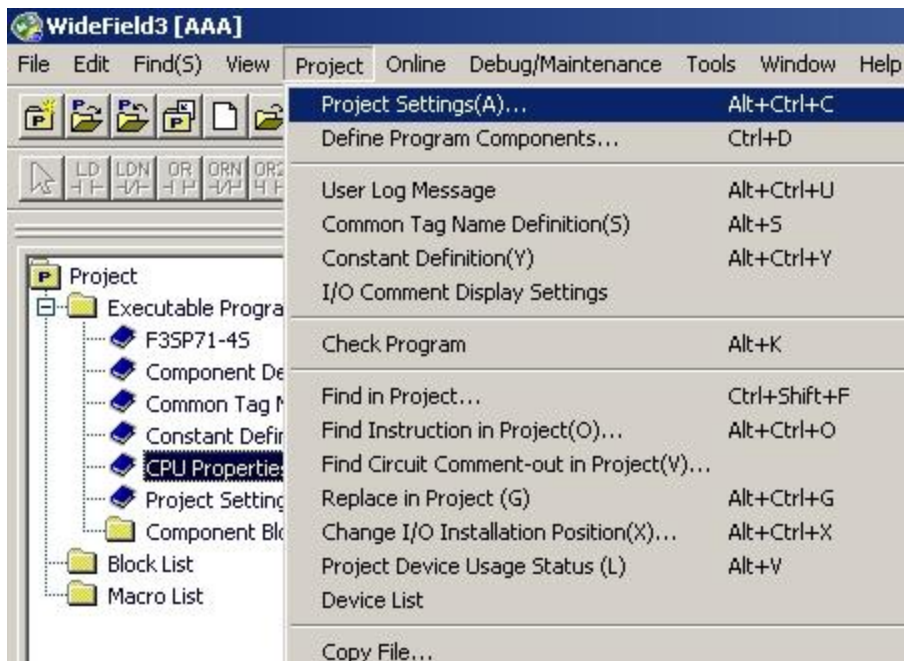 WideField3 [AAA]
File Edit Find(S) View Project Online Debug/Maintenance Tools Window Help
LD LDN OR ORN OR2
Project Settings(A)... Alt+Ctrl+C
Define Program Components... Ctrl+D
User Log Message Alt+Ctrl+U
Common Tag Name Definition(S) Alt+S
Constant Definition(Y) Alt+Ctrl+Y
I/O Comment Display Settings
Check Program Alt+K
Find in Project... Ctrl+Shift+F
Find Instruction in Project(O)... Alt+Ctrl+O
Find Circuit Comment-out in Project(V)...
Replace in Project (G) Alt+Ctrl+G
Change I/O Installation Position(X)... Alt+Ctrl+X
Project Device Usage Status (L) Alt+V
Device List
Copy File...
Project
Executable Progra
F3SP71-4S
Component De
Common Tag N
Constant Defin
CPU Properties
Project Setting
Component Blo
Block List
Macro List